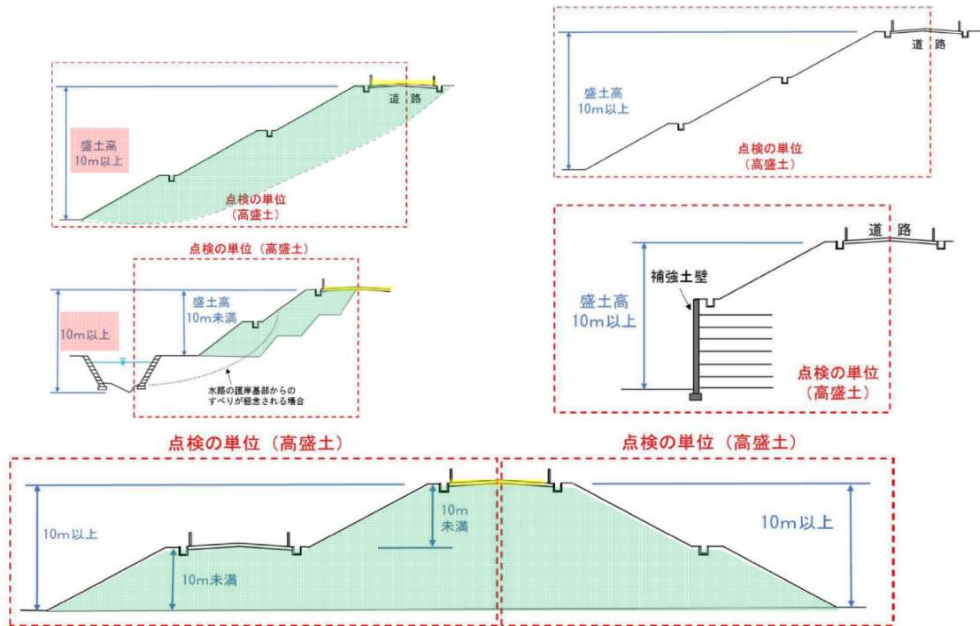 道 路
盛土高
10m以上
点検の単位
(高盛土)
道 路
盛土高
10m以上
点検の単位
(高盛土)
点検の単位(高盛土)
盛土高
10m未満
10m以上
水路の護岸基部からの
すべりが懸念される場合
道 路
補強土壁
盛土高
10m以上
点検の単位
(高盛土)
点検の単位(高盛土)
点検の単位(高盛土)
10m以上
10m
未満
10m未満
10m以上